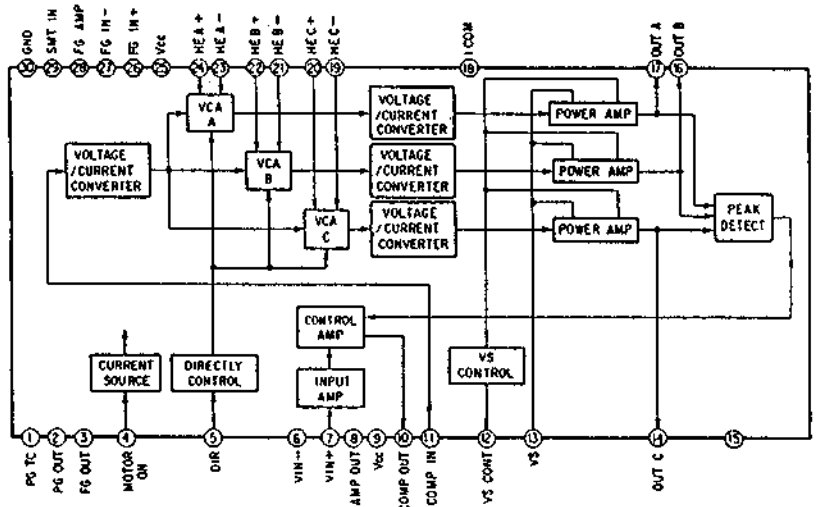 GND
SMT IN
FG AMP
FG IN-
FG IN+
Vcc
HEA+
HEA-
HEB+
HEB-
HEC+
HEC-
I COM
OUT A
OUT B
30
29
28
27
26
25
24
23
22
21
20
19
18
17
16
VCA
A
VOLTAGE
/CURRENT
CONVERTER
POWER AMP
VOLTAGE
/CURRENT
CONVERTER
VCA
B
VOLTAGE
/CURRENT
CONVERTER
POWER AMP
VCA
C
VOLTAGE
/CURRENT
CONVERTER
POWER AMP
PEAK
DETECT
CONTROL
AMP
VS
CONTROL
CURRENT
SOURCE
DIRECTLY
CONTROL
INPUT
AMP
1
2
3
4
5
6
7
8
9
10
11
12
13
14
15
PG TC
PG OUT
FG OUT
MOTOR
ON
DIR
VIN-
VIN+
AMP OUT
Vcc
COMP OUT
COMP IN
VS CONT
VS
OUT C